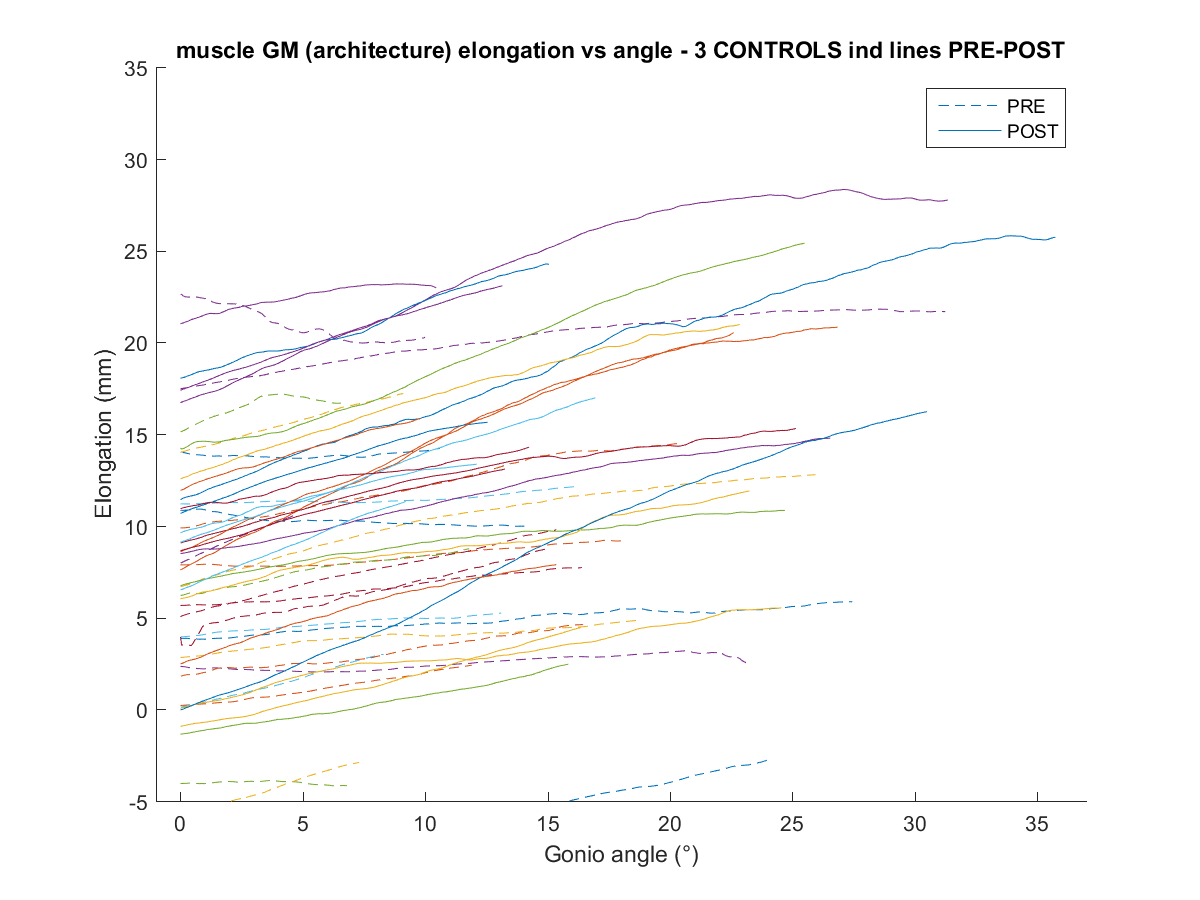 muscle GM (architecture) elongation vs angle - 3 CONTROLS ind lines PRE-POST
35
30
25
20
15
10
5
0
-5
Elongation (mm)
PRE
POST
0 5 10 15 20 25 30 35
Gonio angle (°)